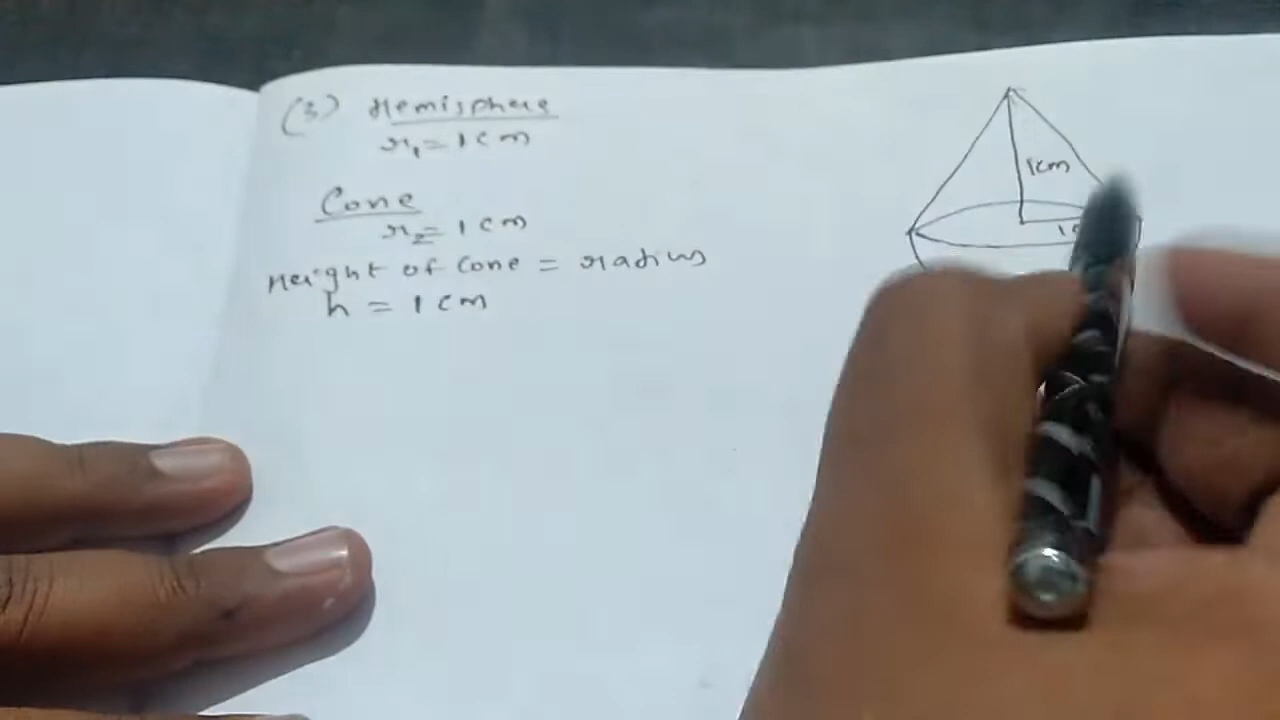 (3) Hemisphere
r₁ = 1 cm
Cone
r₂ = 1 cm
Height of Cone = radius
h = 1 cm
1cm